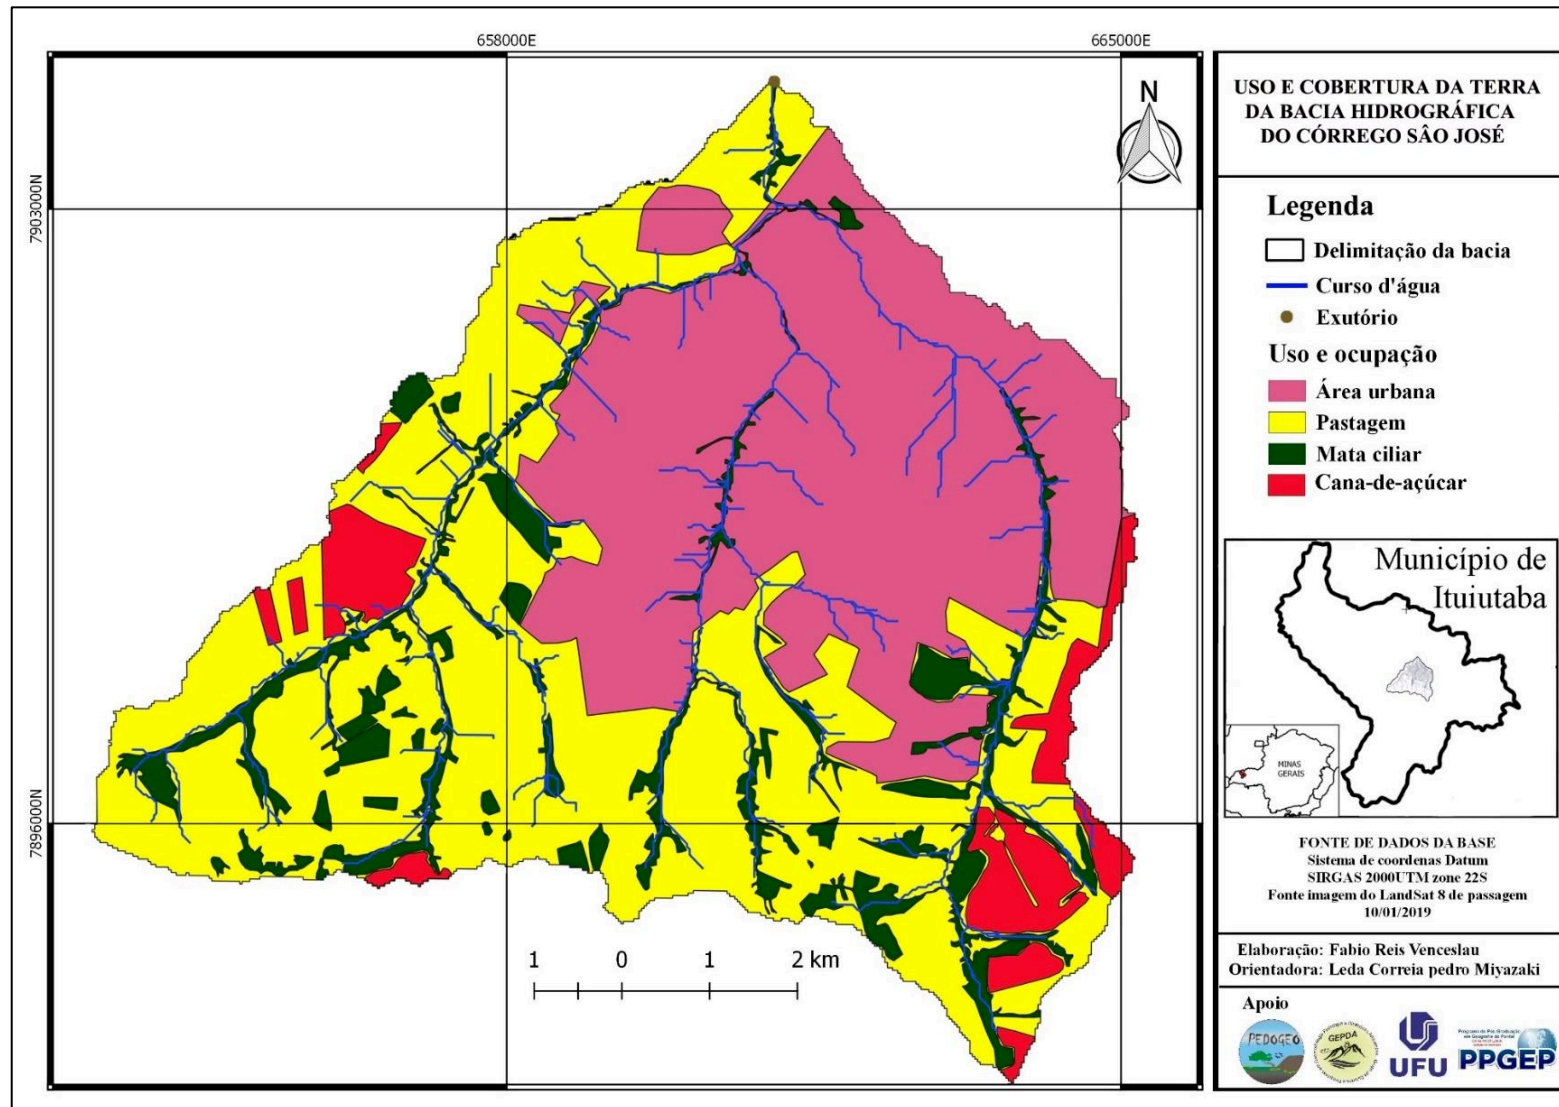 658000E
665000E
7903000N
7896000N
N
1 0 1 2 km
USO E COBERTURA DA TERRA
DA BACIA HIDROGRÁFICA
DO CÓRREGO SÂO JOSÉ
Legenda
Delimitação da bacia
Curso d'água
Exutório
Uso e ocupação
Área urbana
Pastagem
Mata ciliar
Cana-de-açúcar
Município de
Ituiutaba
MINAS
GERAIS
FONTE DE DADOS DA BASE
Sistema de coordenas Datum
SIRGAS 2000UTM zone 22S
Fonte imagem do LandSat 8 de passagem
10/01/2019
Elaboração: Fabio Reis Venceslau
Orientadora: Leda Correia pedro Miyazaki
Apoio
PEDOGEO
GEPDA
UFU
PPGEP